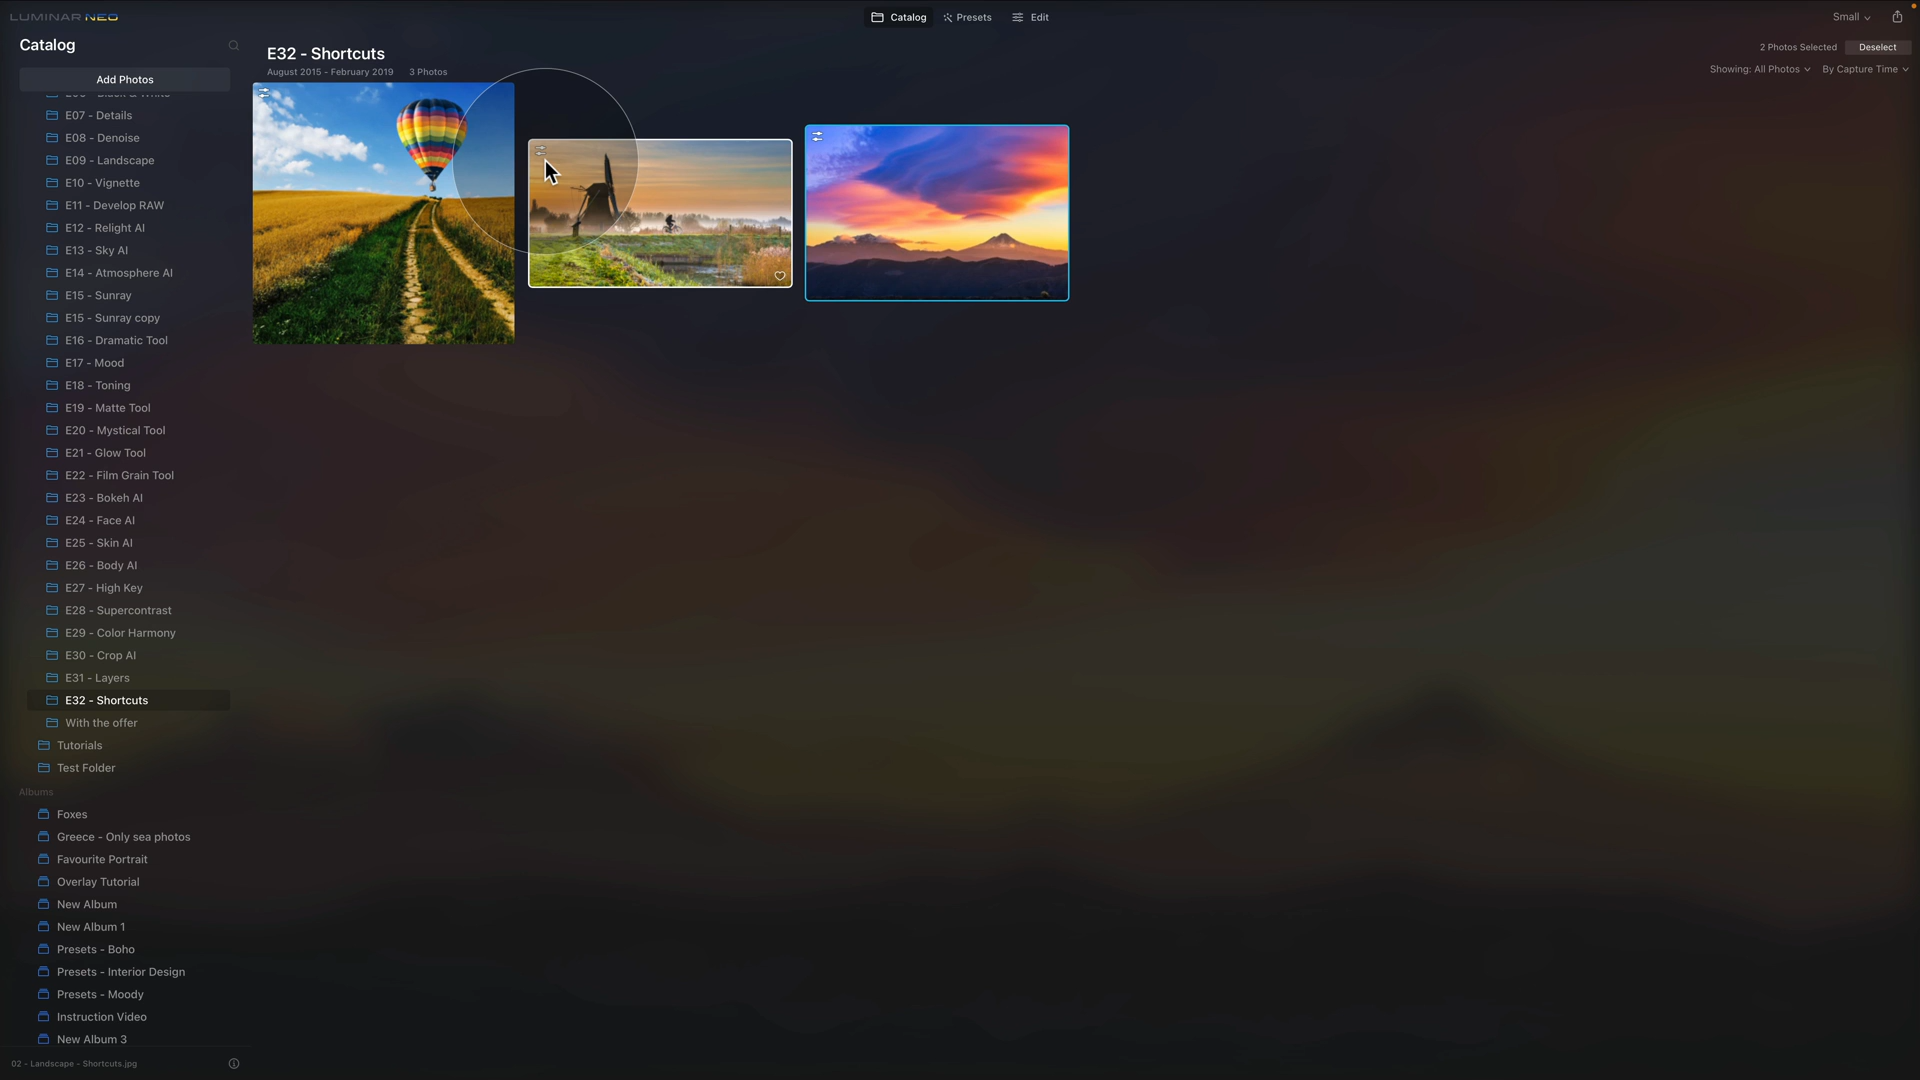 LUMINAR NEO
Catalog
Presets
Edit
Small
Catalog
Add Photos
E32 - Shortcuts
August 2015 - February 2019
3 Photos
2 Photos Selected
Deselect
Showing: All Photos
By Capture Time
E07 - Details
E08 - Denoise
E09 - Landscape
E10 - Vignette
E11 - Develop RAW
E12 - Relight AI
E13 - Sky AI
E14 - Atmosphere AI
E15 - Sunray
E15 - Sunray copy
E16 - Dramatic Tool
E17 - Mood
E18 - Toning
E19 - Matte Tool
E20 - Mystical Tool
E21 - Glow Tool
E22 - Film Grain Tool
E23 - Bokeh AI
E24 - Face AI
E25 - Skin AI
E26 - Body AI
E27 - High Key
E28 - Supercontrast
E29 - Color Harmony
E30 - Crop AI
E31 - Layers
E32 - Shortcuts
With the offer
Tutorials
Test Folder
Albums
Foxes
Greece - Only sea photos
Favourite Portrait
Overlay Tutorial
New Album
New Album 1
Presets - Boho
Presets - Interior Design
Presets - Moody
Instruction Video
New Album 3
02 - Landscape - Shortcuts.jpg